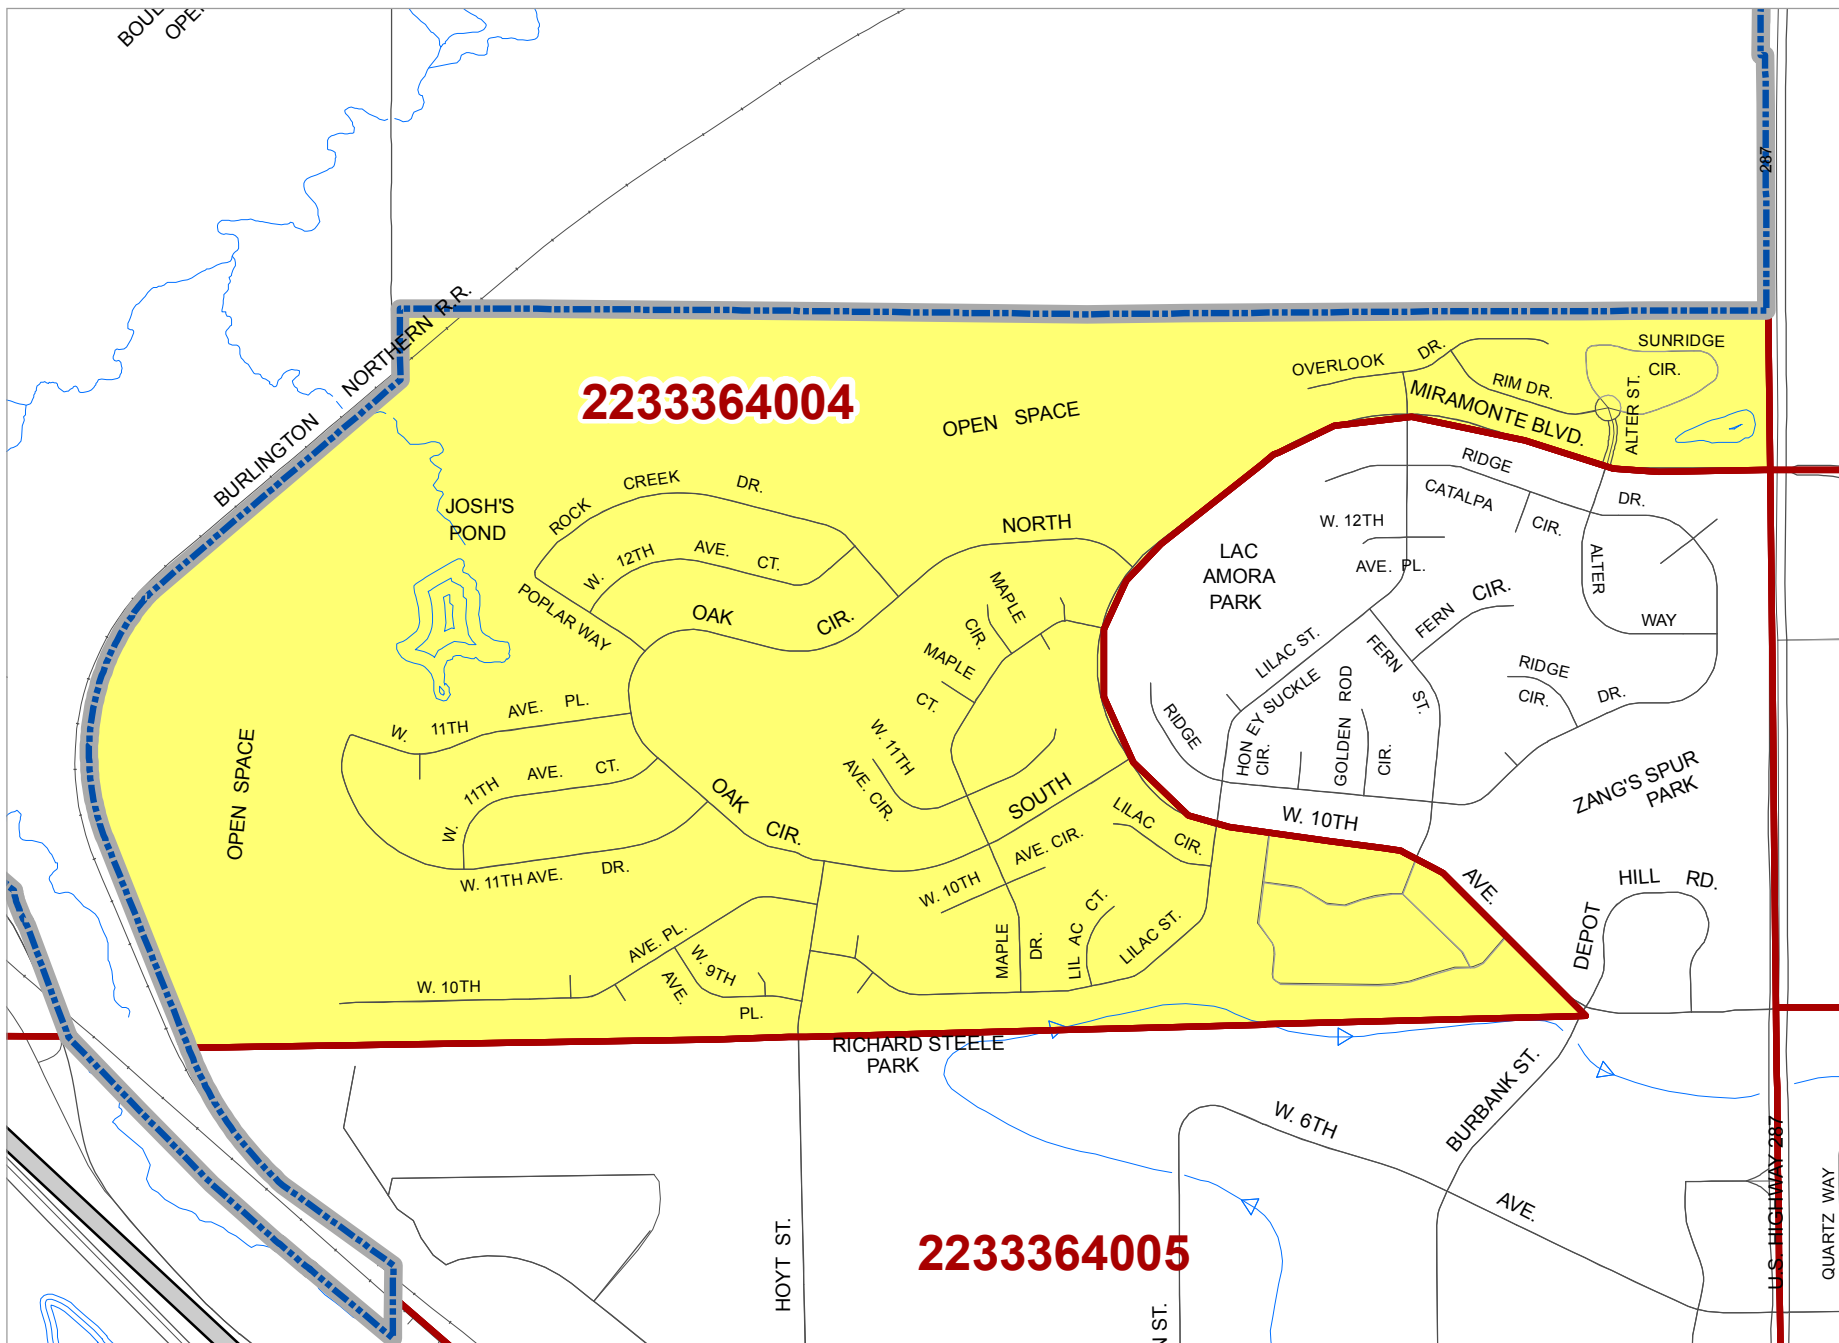 287
BURLINGTON NORTHERN R.R.
2233364004
OPEN SPACE
OVERLOOK DR.
RIM DR.
SUNRIDGE
CIR.
MIRAMONTE BLVD.
ALTER ST.
JOSH'S
POND
ROCK CREEK DR.
W. 12TH AVE. CT.
POPLAR WAY
OAK CIR.
NORTH
MAPLE
CIR.
MAPLE
CT.
RIDGE DR.
CATALPA
CIR.
W. 12TH
AVE. PL.
LAC
AMORA
PARK
ALTER
WAY
FERN CIR.
LILAC ST.
FERN
ST.
RIDGE
CIR.
DR.
RIDGE
HON EY SUCKLE
CIR.
GOLDEN ROD
CIR.
W. 11TH AVE. PL.
W. 11TH AVE. CT.
W. 11TH AVE. DR.
OPEN SPACE
OAK CIR.
W. 11TH
AVE. CIR.
SOUTH
LILAC CIR.
W. 10TH
AVE.
ZANG'S SPUR
PARK
W. 10TH AVE. CIR.
MAPLE
DR.
LIL AC CT.
LILAC ST.
HILL RD.
DEPOT
W. 10TH AVE. PL.
W. 9TH
AVE.
PL.
RICHARD STEELE
PARK
BURBANK ST.
W. 6TH
AVE.
HOYT ST.
2233364005
U.S. HIGHWAY 287
QUARTZ WAY